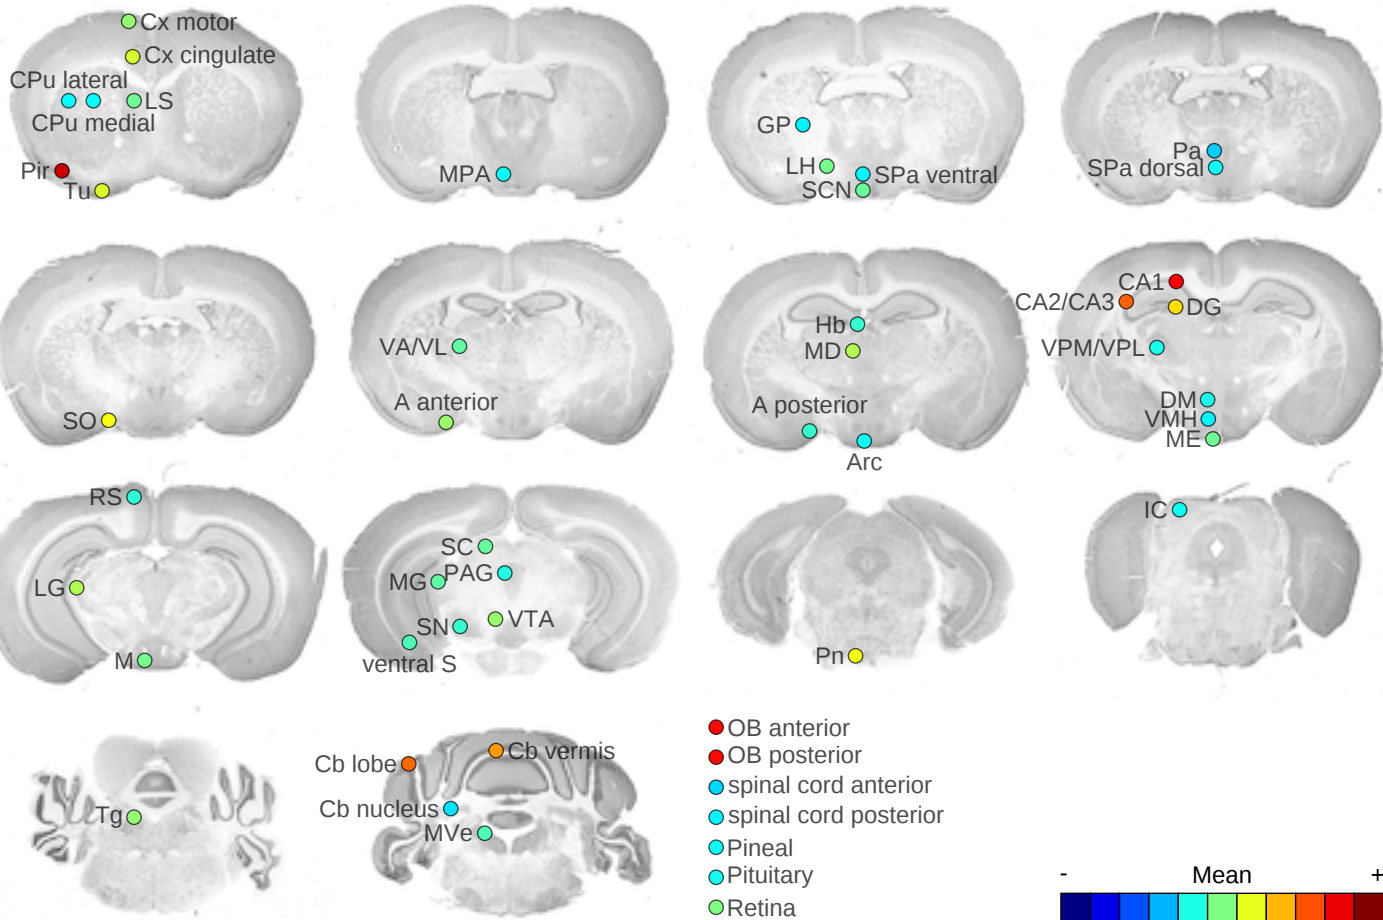 Cx motor
Cx cingulate
CPu lateral
LS
CPu medial
Pir
Tu
MPA
GP
LH
SPa ventral
SCN
Pa
SPa dorsal
SO
VA/VL
A anterior
Hb
MD
A posterior
Arc
CA1
CA2/CA3
DG
VPM/VPL
DM
VMH
ME
RS
LG
M
SC
MG
PAG
SN
VTA
ventral S
Pn
IC
Tg
Cb lobe
Cb vermis
Cb nucleus
MVe
OB anterior
OB posterior
spinal cord anterior
spinal cord posterior
Pineal
Pituitary
Retina
- Mean +